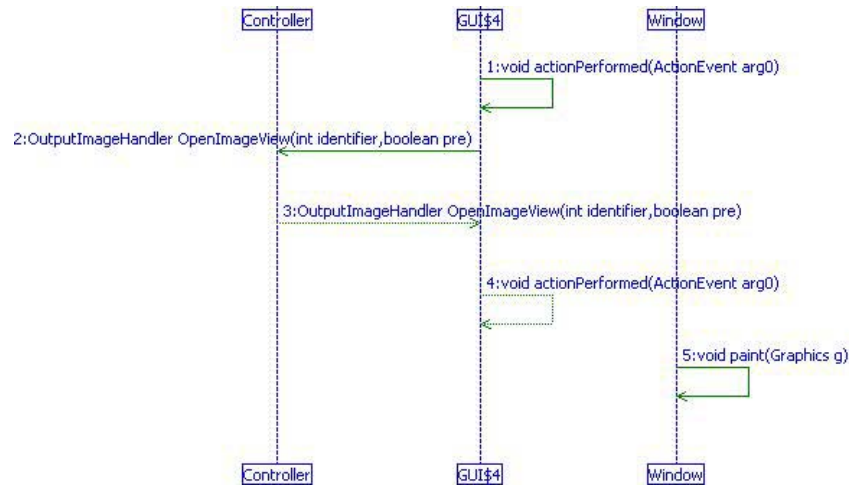 Controller GUI$4 Window
1:void actionPerformed(ActionEvent arg0)
2:OutputImageHandler OpenImageView(int identifier,boolean pre)
3:OutputImageHandler OpenImageView(int identifier,boolean pre)
4:void actionPerformed(ActionEvent arg0)
5:void paint(Graphics g)
Controller GUI$4 Window